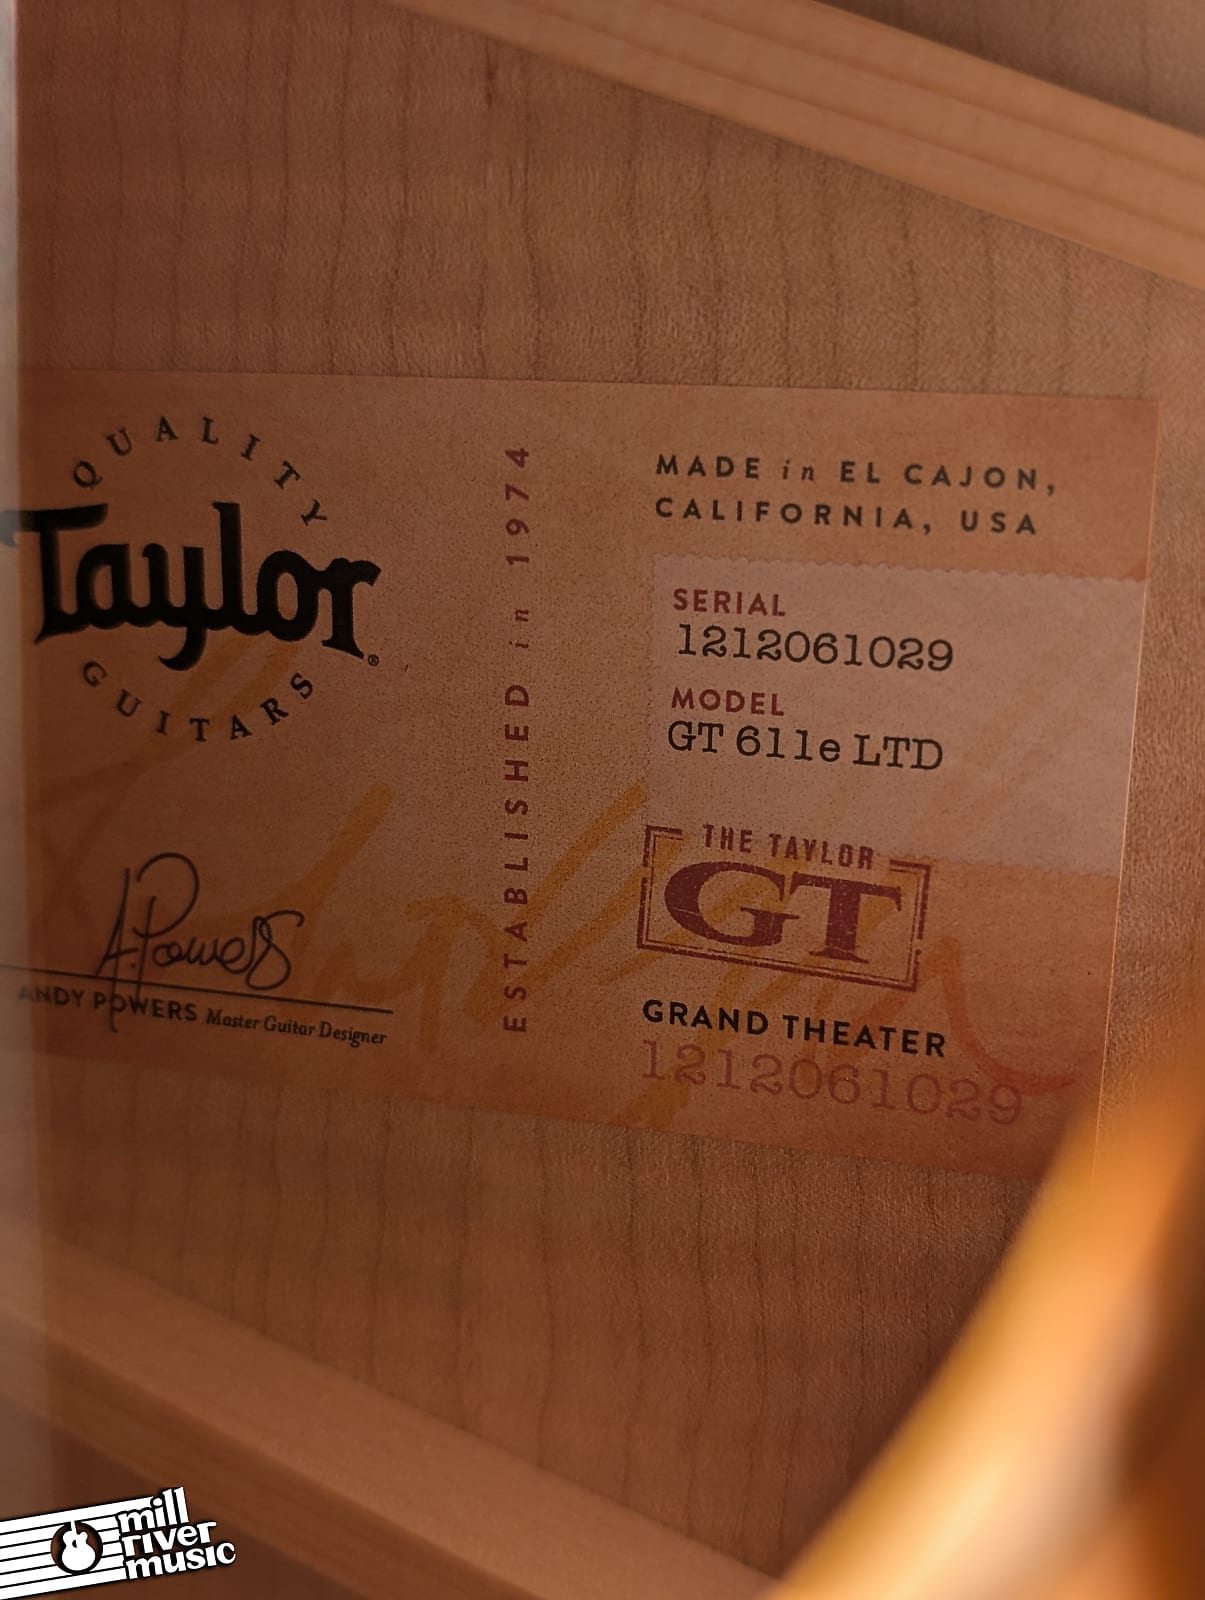 QUALITY
Taylor®
GUITARS
A. Powers
ANDY POWERS Master Guitar Designer
ESTABLISHED in 1974
MADE in EL CAJON,
CALIFORNIA, USA
SERIAL
1212061029
MODEL
GT 611e LTD
THE TAYLOR
GT
GRAND THEATER
1212061029
mill
river
music